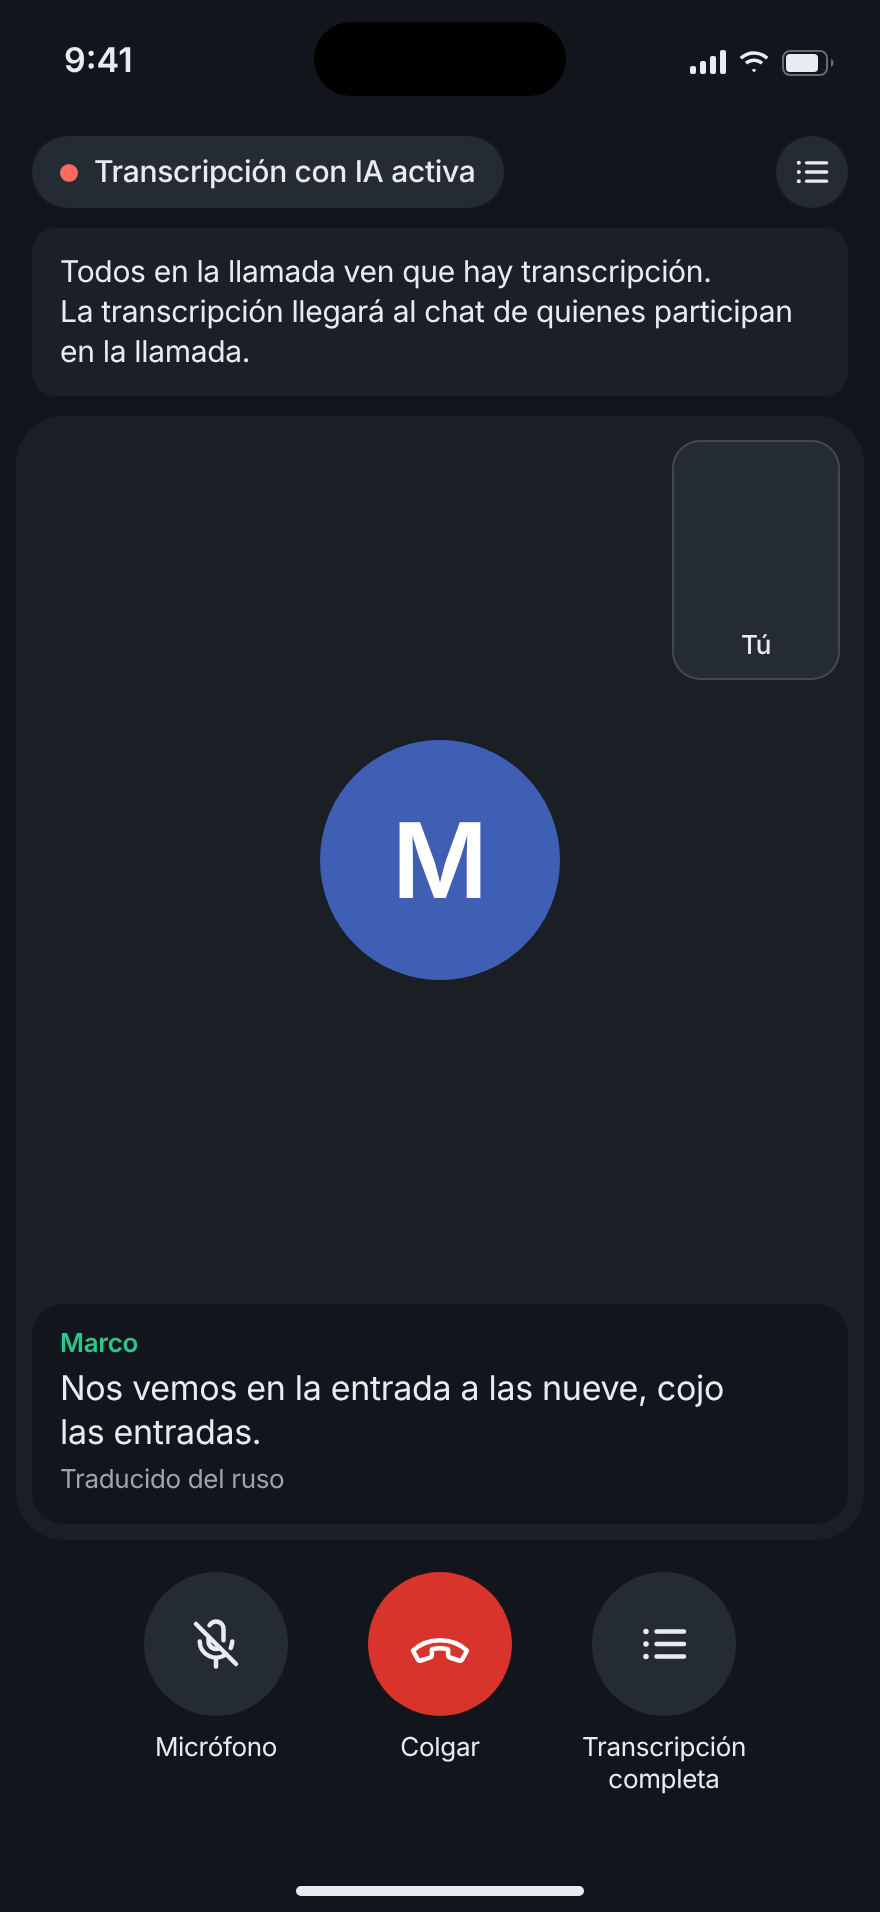 9:41
Transcripción con IA activa
Todos en la llamada ven que hay transcripción.
La transcripción llegará al chat de quienes participan
en la llamada.
Tú
M
Marco
Nos vemos en la entrada a las nueve, cojo
las entradas.
Traducido del ruso
Micrófono
Colgar
Transcripción
completa